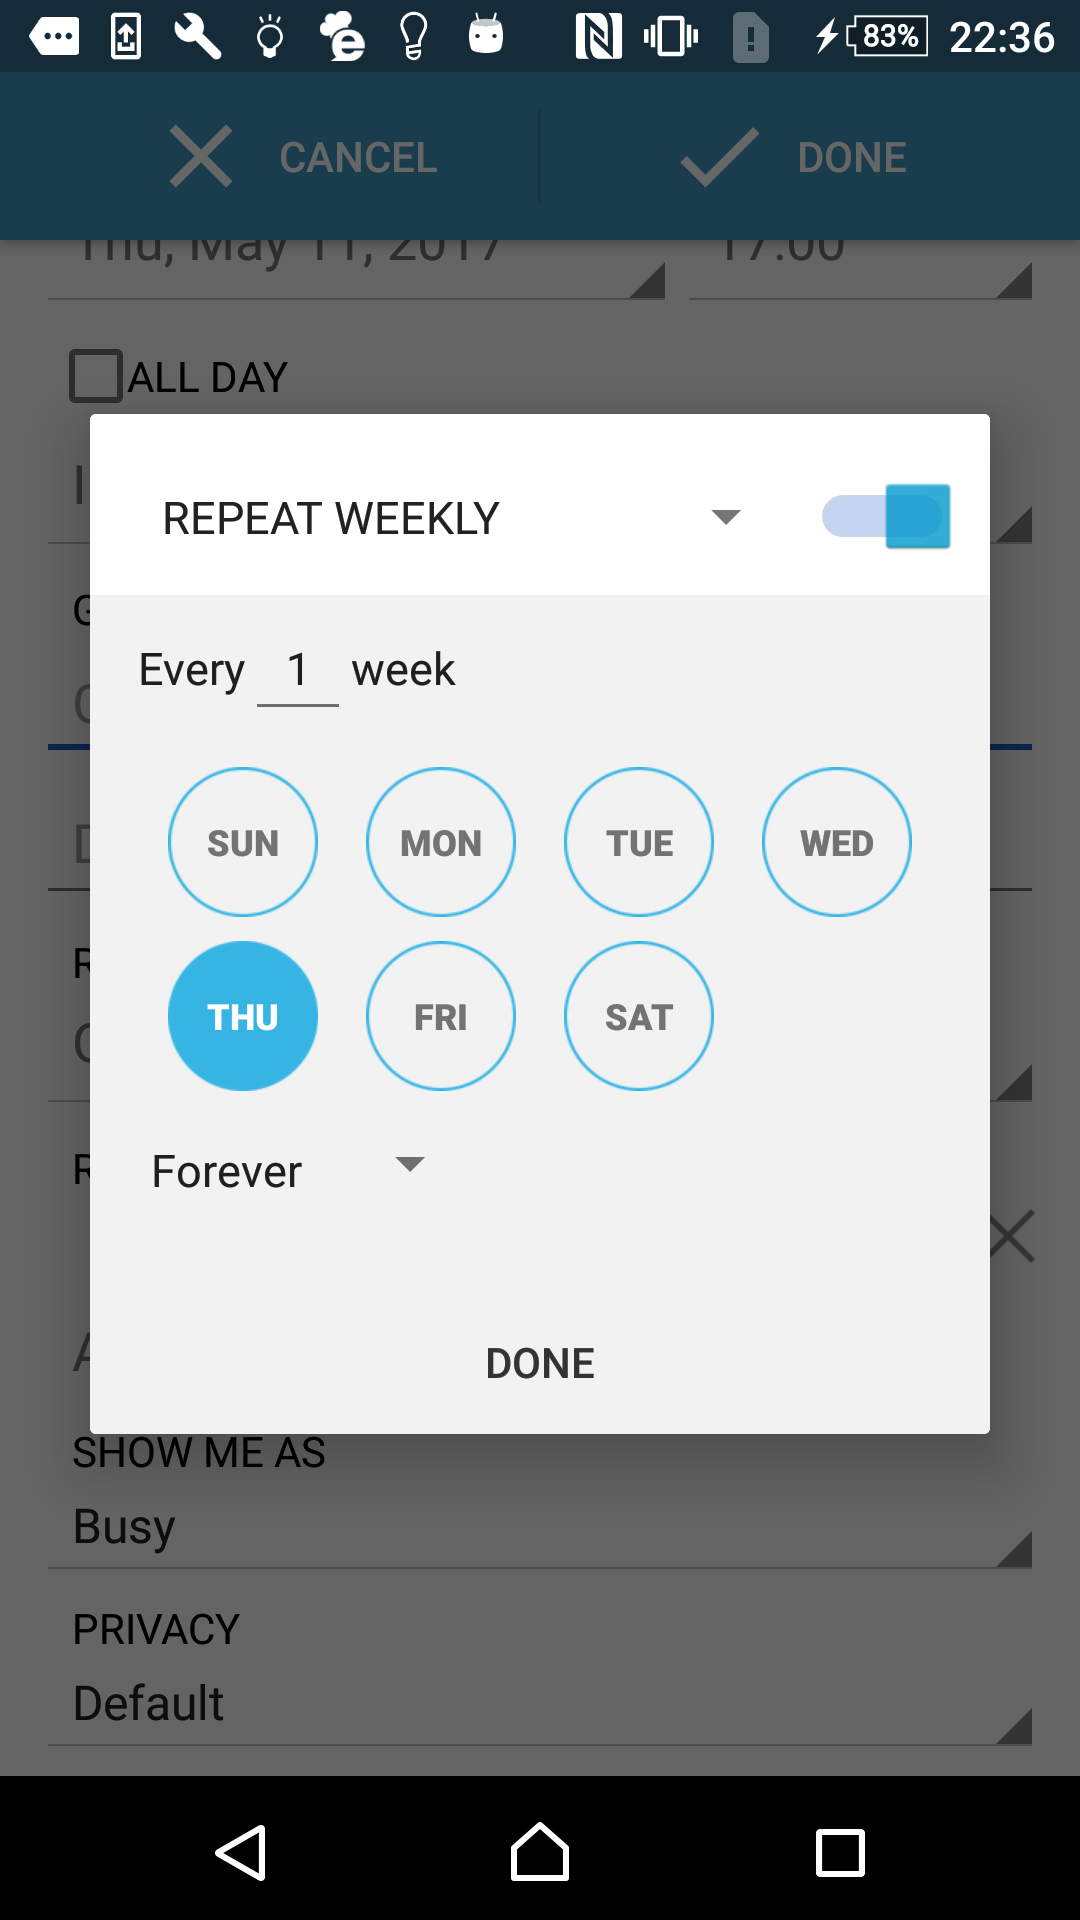 83% 22:36
CANCEL DONE
Thu, May 11, 2017 17:00
ALL DAY
REPEAT WEEKLY
Every 1 week
SUN MON TUE WED
THU FRI SAT
Forever
DONE
SHOW ME AS
Busy
PRIVACY
Default